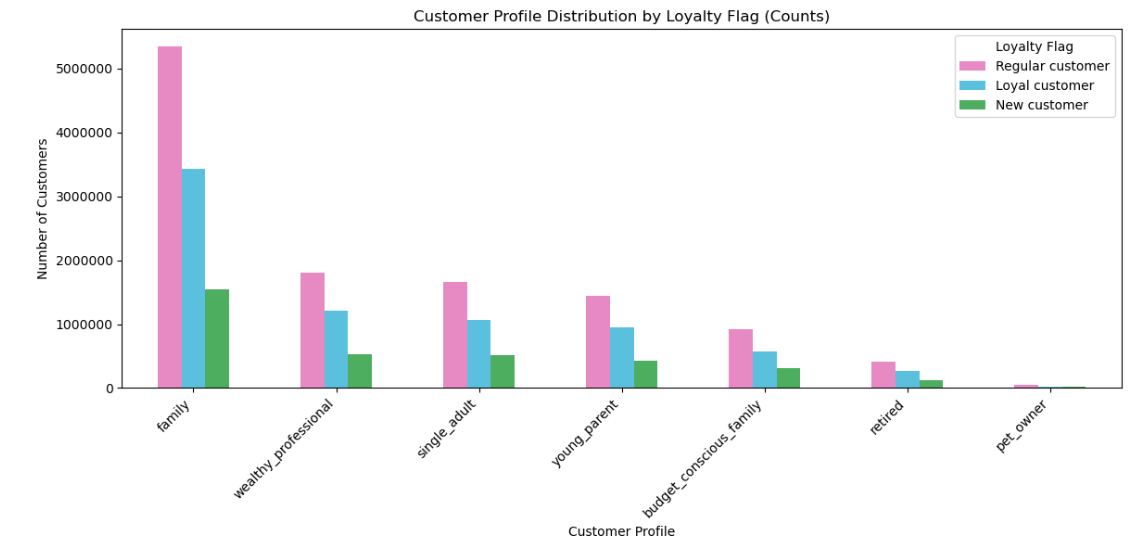 Customer Profile Distribution by Loyalty Flag (Counts)
Loyalty Flag
Regular customer
Loyal customer
New customer
Number of Customers
5000000
4000000
3000000
2000000
1000000
0
family
wealthy_professional
single_adult
young_parent
budget_conscious_family
retired
pet_owner
Customer Profile